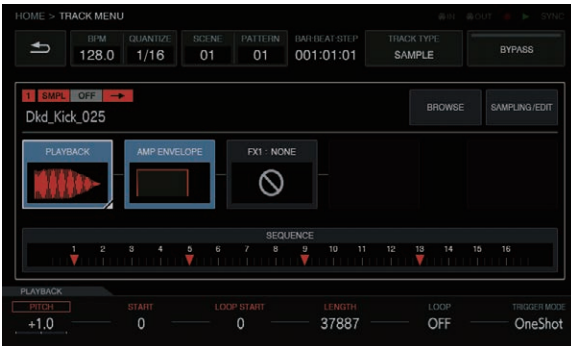 HOME > TRACK MENU
IN OUT SYNC
BPM QUANTIZE SCENE PATTERN BAR:BEAT:STEP TRACK TYPE
128.0 1/16 01 01 001:01:01 SAMPLE BYPASS
1 SMPL OFF
Dkd_Kick_025
BROWSE SAMPLING/EDIT
PLAYBACK AMP ENVELOPE FX1 : NONE
SEQUENCE
1 2 3 4 5 6 7 8 9 10 11 12 13 14 15 16
PLAYBACK
PITCH START LOOP START LENGTH LOOP TRIGGER MODE
+1,0 0 0 37887 OFF OneShot